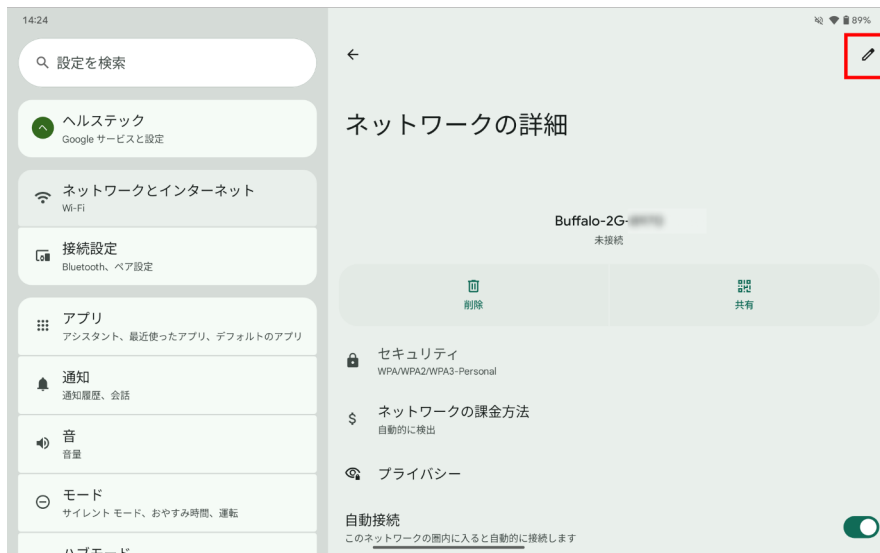 14:24
89%
設定を検索
ヘルステック
Google サービスと設定
ネットワークとインターネット
Wi-Fi
接続設定
Bluetooth、ペア設定
アプリ
アシスタント、最近使ったアプリ、デフォルトのアプリ
通知
通知履歴、会話
音
音量
モード
サイレント モード、おやすみ時間、運転
ハブモード
ネットワークの詳細
Buffalo-2G-
未接続
削除
共有
セキュリティ
WPA/WPA2/WPA3-Personal
ネットワークの課金方法
自動的に検出
プライバシー
自動接続
このネットワークの圏内に入ると自動的に接続します